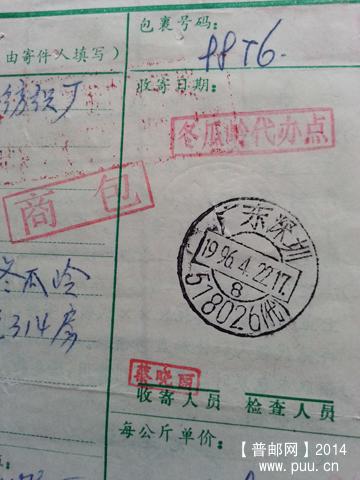 包裹号码:
由寄件人填写)
8876.
收寄日期:
纺织厂
冬瓜岭代办点
商包
广东深圳
1996.4.22.17
8
578026(代)
冬瓜岭
314房
蔡晓丽
收寄人员 检查人员
每公斤单价:
【普邮网】2014
www.puu.cn